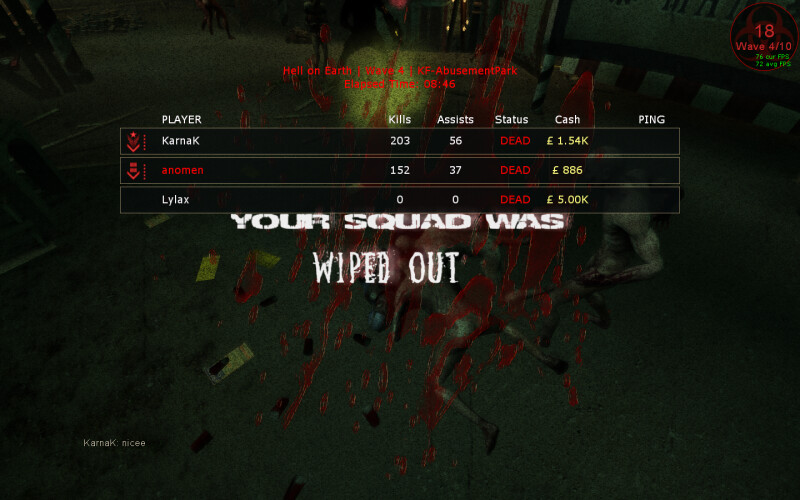 18
Wave 4/10
76 cur FPS
72 avg FPS
Hell on Earth | Wave 4 | KF-AbusementPark
Elapsed Time: 08:46
PLAYER Kills Assists Status Cash PING
KarnaK 203 56 DEAD £ 1.54K
anomen 152 37 DEAD £ 886
Lylax 0 0 DEAD £ 5.00K
YOUR SQUAD WAS
WIPED OUT
KarnaK: nicee